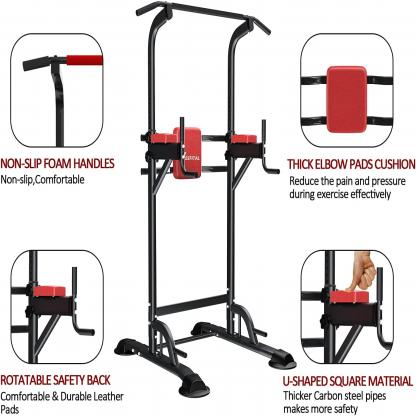 NON-SLIP FOAM HANDLES
Non-slip,Comfortable
THICK ELBOW PADS CUSHION
Reduce the pain and pressure
during exercise effectively
ROTATABLE SAFETY BACK
Comfortable & Durable Leather
Pads
U-SHAPED SQUARE MATERIAL
Thicker Carbon steel pipes
makes more safety